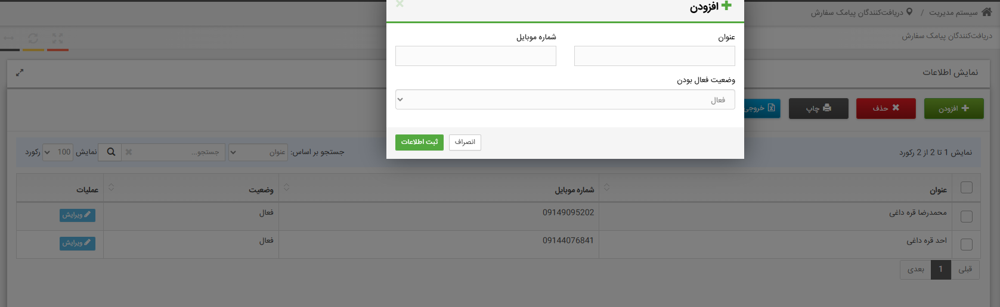 افزودن
سیستم مدیریت / دریافت‌کنندگان پیامک سفارش
دریافت‌کنندگان پیامک سفارش
عنوان
شماره موبایل
وضعیت فعال بودن
فعال
انصراف
ثبت اطلاعات
نمایش اطلاعات
افزودن
حذف
چاپ
خروجی
نمایش 1 تا 2 از 2 رکورد
جستجو بر اساس: عنوان جستجو... نمایش 100 رکورد
عنوان شماره موبایل وضعیت عملیات
محمدرضا قره داغی 09149095202 فعال ویرایش
احد قره داغی 09144076841 فعال ویرایش
قبلی 1 بعدی